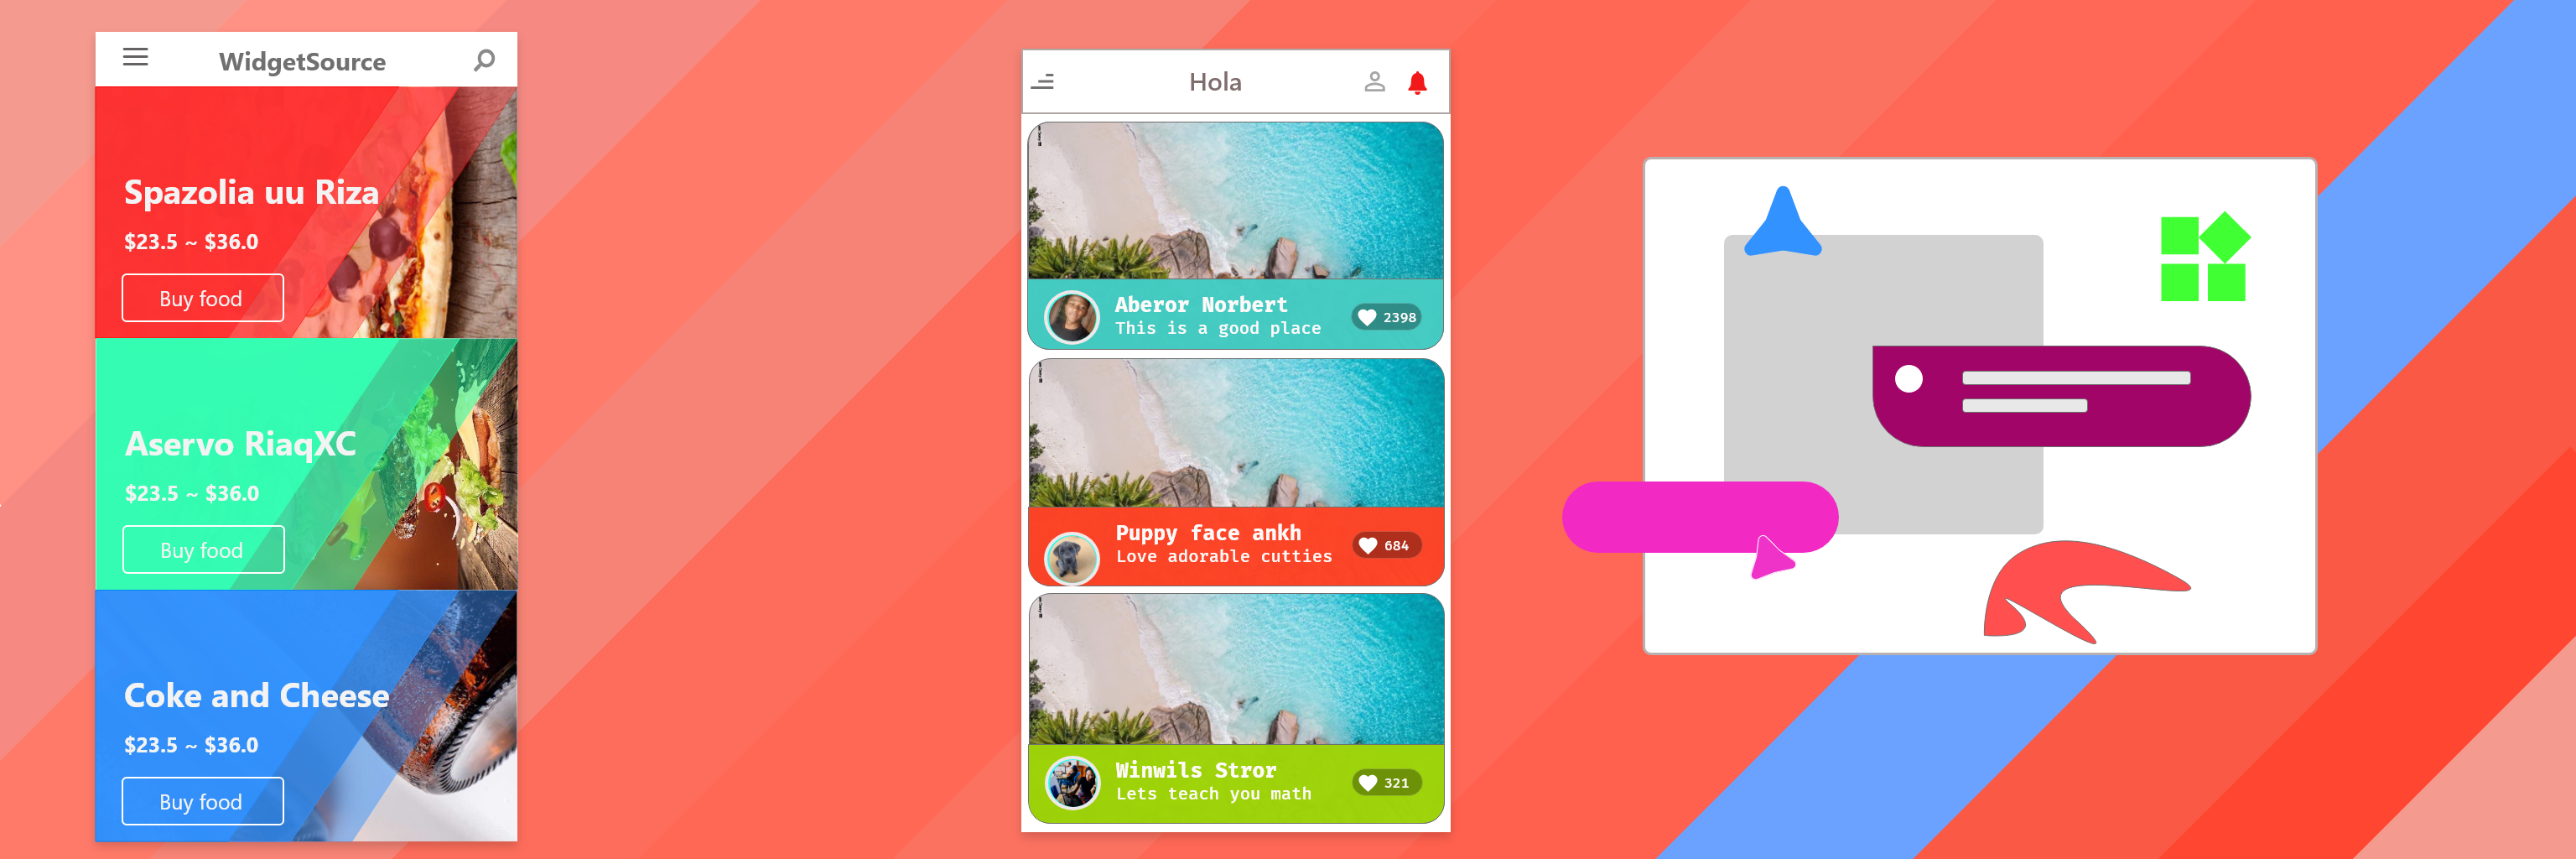 WidgetSource
Spazolia uu Riza
$23.5 ~ $36.0
Buy food
Aservo RiaqXC
$23.5 ~ $36.0
Buy food
Coke and Cheese
$23.5 ~ $36.0
Buy food
Hola
Aberor Norbert
This is a good place
2398
Puppy face ankh
Love adorable cutties
684
Winwils Stror
Lets teach you math
321